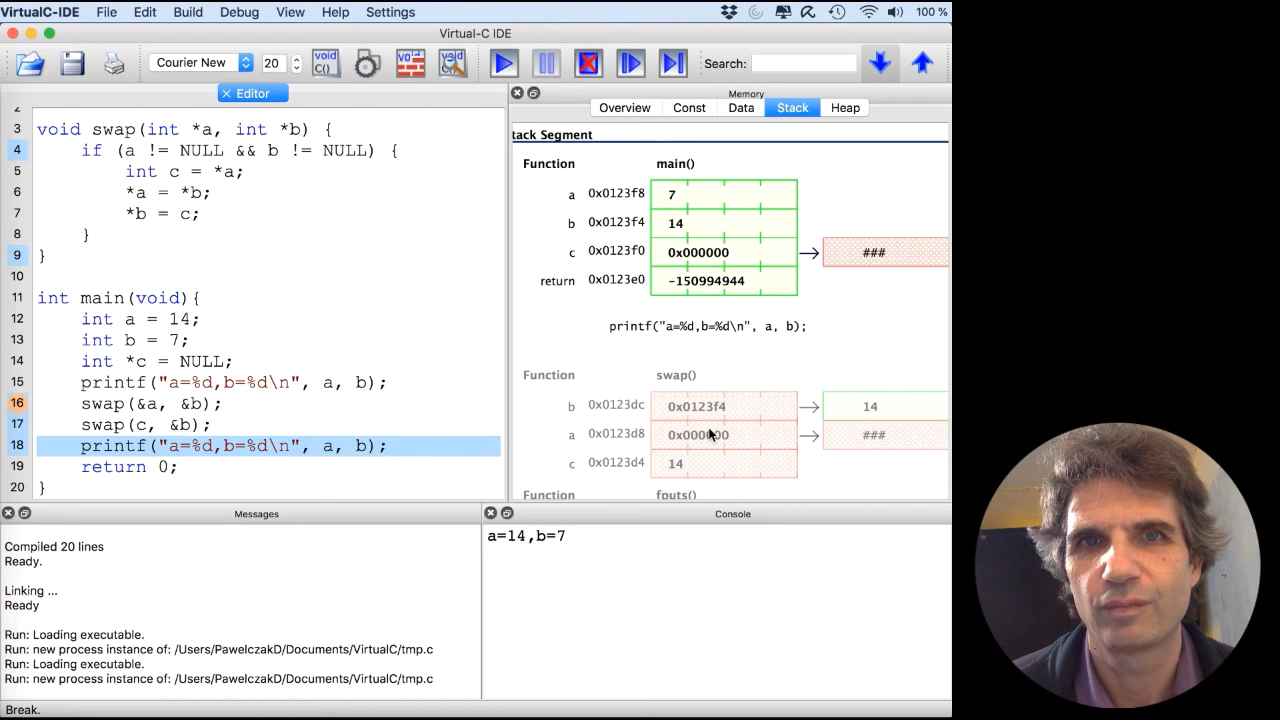 VirtualC-IDE File Edit Build Debug View Help Settings 100 %
Virtual-C IDE
Courier New 20 void C() Search:
Editor
Memory
Overview Const Data Stack Heap
3 void swap(int *a, int *b) {
4 if (a != NULL && b != NULL) {
5 int c = *a;
6 *a = *b;
7 *b = c;
8 }
9 }
10
11 int main(void){
12 int a = 14;
13 int b = 7;
14 int *c = NULL;
15 printf("a=%d,b=%d\n", a, b);
16 swap(&a, &b);
17 swap(c, &b);
18 printf("a=%d,b=%d\n", a, b);
19 return 0;
20 }
tack Segment
Function main()
a 0x0123f8 7
b 0x0123f4 14
c 0x0123f0 0x000000 ###
return 0x0123e0 -150994944
printf("a=%d,b=%d\n", a, b);
Function swap()
b 0x0123dc 0x0123f4 14
a 0x0123d8 0x000000 ###
c 0x0123d4 14
Function fputs()
Messages
Compiled 20 lines
Ready.
Linking ...
Ready
Run: Loading executable.
Run: new process instance of: /Users/PawelczakD/Documents/VirtualC/tmp.c
Run: Loading executable.
Run: new process instance of: /Users/PawelczakD/Documents/VirtualC/tmp.c
Console
a=14,b=7
Break.